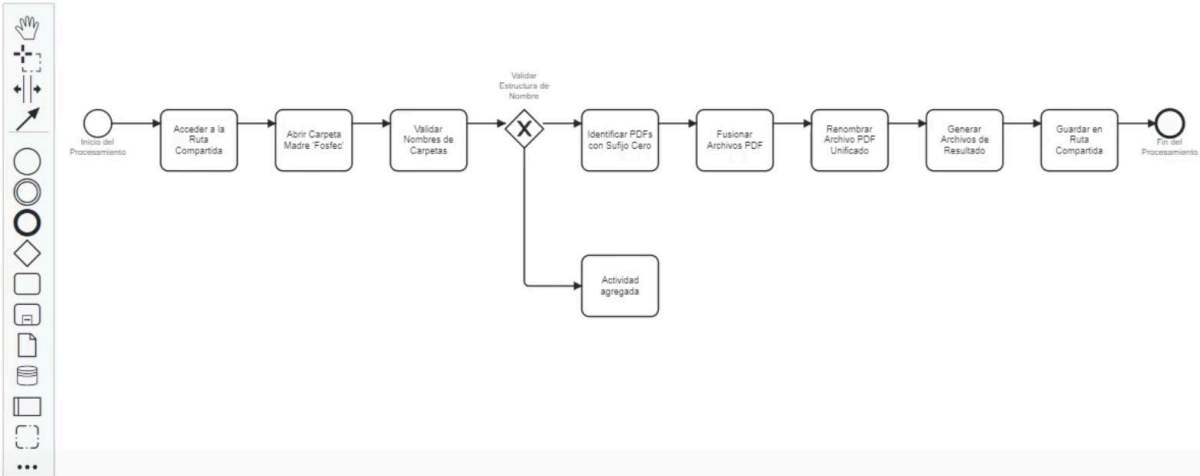 Validar
Estructura de
Nombre
Inicio del
Procesamiento
Acceder a la
Ruta
Compartida
Abrir Carpeta
Madre 'Fosfec'
Validar
Nombres de
Carpetas
X
Identificar PDFs
con Sufijo Cero
Fusionar
Archivos PDF
Renombrar
Archivo PDF
Unificado
Generar
Archivos de
Resultado
Guardar en
Ruta
Compartida
Fin del
Procesamiento
Actividad
agregada